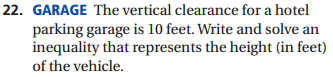 22. GARAGE The vertical clearance for a hotel
parking garage is 10 feet. Write and solve an
inequality that represents the height (in feet)
of the vehicle.